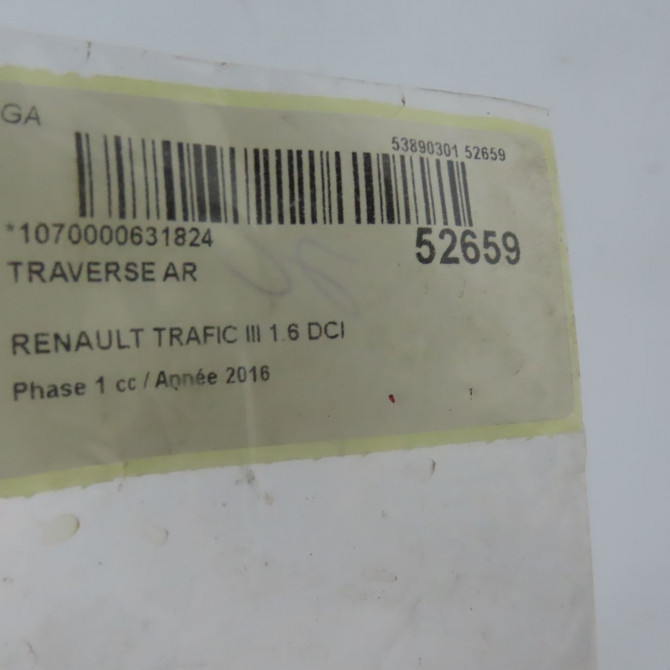 GA
53890301 52659
*1070000631824
52659
TRAVERSE AR
RENAULT TRAFIC III 1.6 DCI
Phase 1 cc / Année 2016